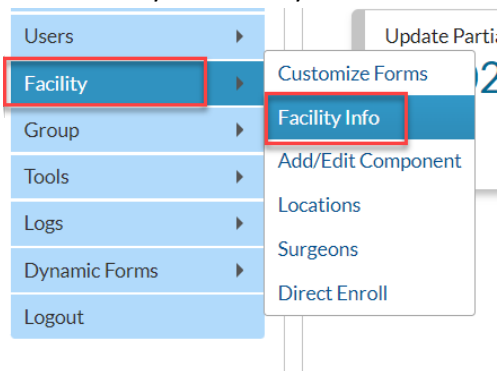 Users
Facility
Group
Tools
Logs
Dynamic Forms
Logout
Update
Customize Forms
Facility Info
Add/Edit Component
Locations
Surgeons
Direct Enroll